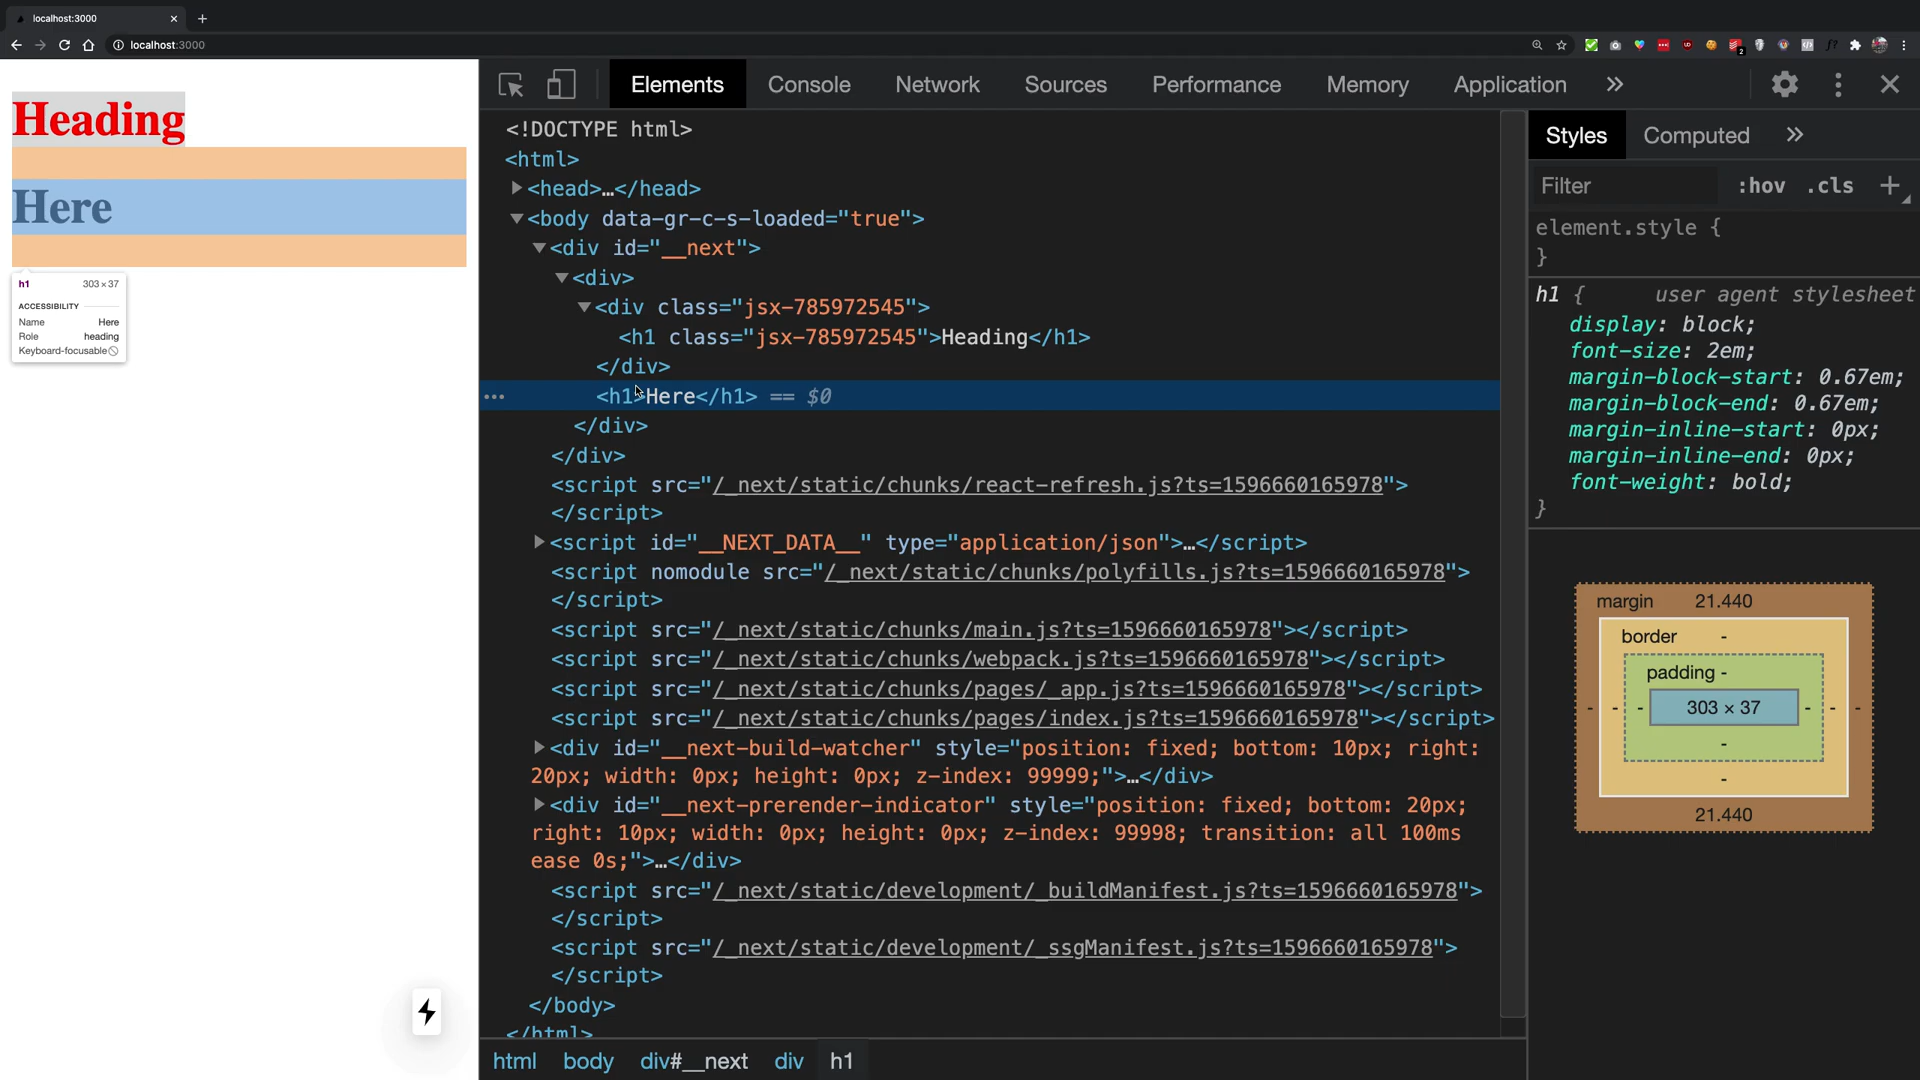 localhost:3000
localhost:3000
2
Heading
Here
h1 303 × 37
ACCESSIBILITY
Name Here
Role heading
Keyboard-focusable
Elements Console Network Sources Performance Memory Application
<!DOCTYPE html>
<html>
<head>…</head>
<body data-gr-c-s-loaded="true">
<div id="__next">
<div>
<div class="jsx-785972545">
<h1 class="jsx-785972545">Heading</h1>
</div>
<h1>Here</h1> == $0
</div>
</div>
<script src="/_next/static/chunks/react-refresh.js?ts=1596660165978">
</script>
<script id="__NEXT_DATA__" type="application/json">…</script>
<script nomodule src="/_next/static/chunks/polyfills.js?ts=1596660165978">
</script>
<script src="/_next/static/chunks/main.js?ts=1596660165978"></script>
<script src="/_next/static/chunks/webpack.js?ts=1596660165978"></script>
<script src="/_next/static/chunks/pages/_app.js?ts=1596660165978"></script>
<script src="/_next/static/chunks/pages/index.js?ts=1596660165978"></script>
<div id="__next-build-watcher" style="position: fixed; bottom: 10px; right:
20px; width: 0px; height: 0px; z-index: 99999;">…</div>
<div id="__next-prerender-indicator" style="position: fixed; bottom: 20px;
right: 10px; width: 0px; height: 0px; z-index: 99998; transition: all 100ms
ease 0s;">…</div>
<script src="/_next/static/development/_buildManifest.js?ts=1596660165978">
</script>
<script src="/_next/static/development/_ssgManifest.js?ts=1596660165978">
</script>
</body>
</html>
html body div#__next div h1
Styles Computed
Filter :hov .cls
element.style {
}
h1 { user agent stylesheet
display: block;
font-size: 2em;
margin-block-start: 0.67em;
margin-block-end: 0.67em;
margin-inline-start: 0px;
margin-inline-end: 0px;
font-weight: bold;
}
margin 21.440
border -
padding -
- - - 303 × 37 - - -
-
-
21.440